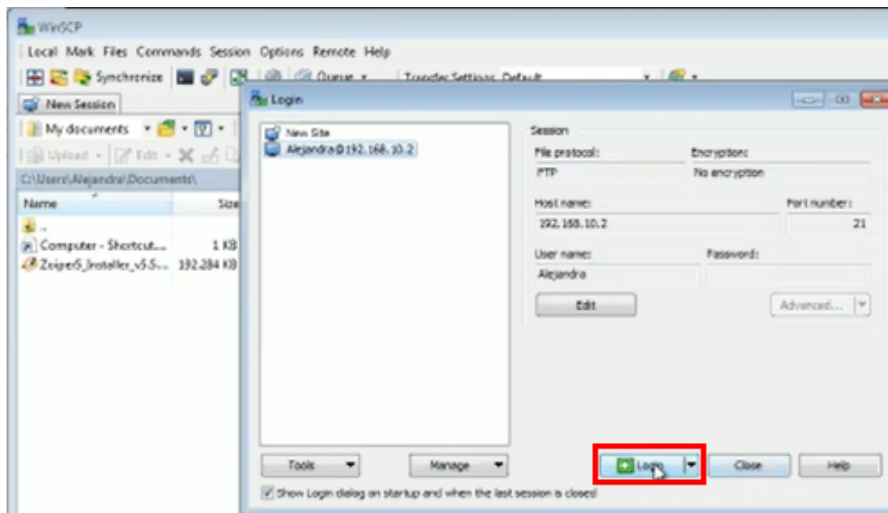 WinSCP
Local Mark Files Commands Session Options Remote Help
Synchronize Queue Transfer Settings Default
New Session
My documents
Upload Edit
C:\Users\Alejandra\Documents\
Name Size
..
Computer - Shortcut.... 1 KB
Zoiper5_Installer_v5.5... 192.284 KB
Login
New Site
Alejandra@192.168.10.2
Session
File protocol: Encryption:
FTP No encryption
Host name: Port number:
192.168.10.2 21
User name: Password:
Alejandra
Edit Advanced...
Tools Manage Login Close Help
Show Login dialog on startup and when the last session is closed